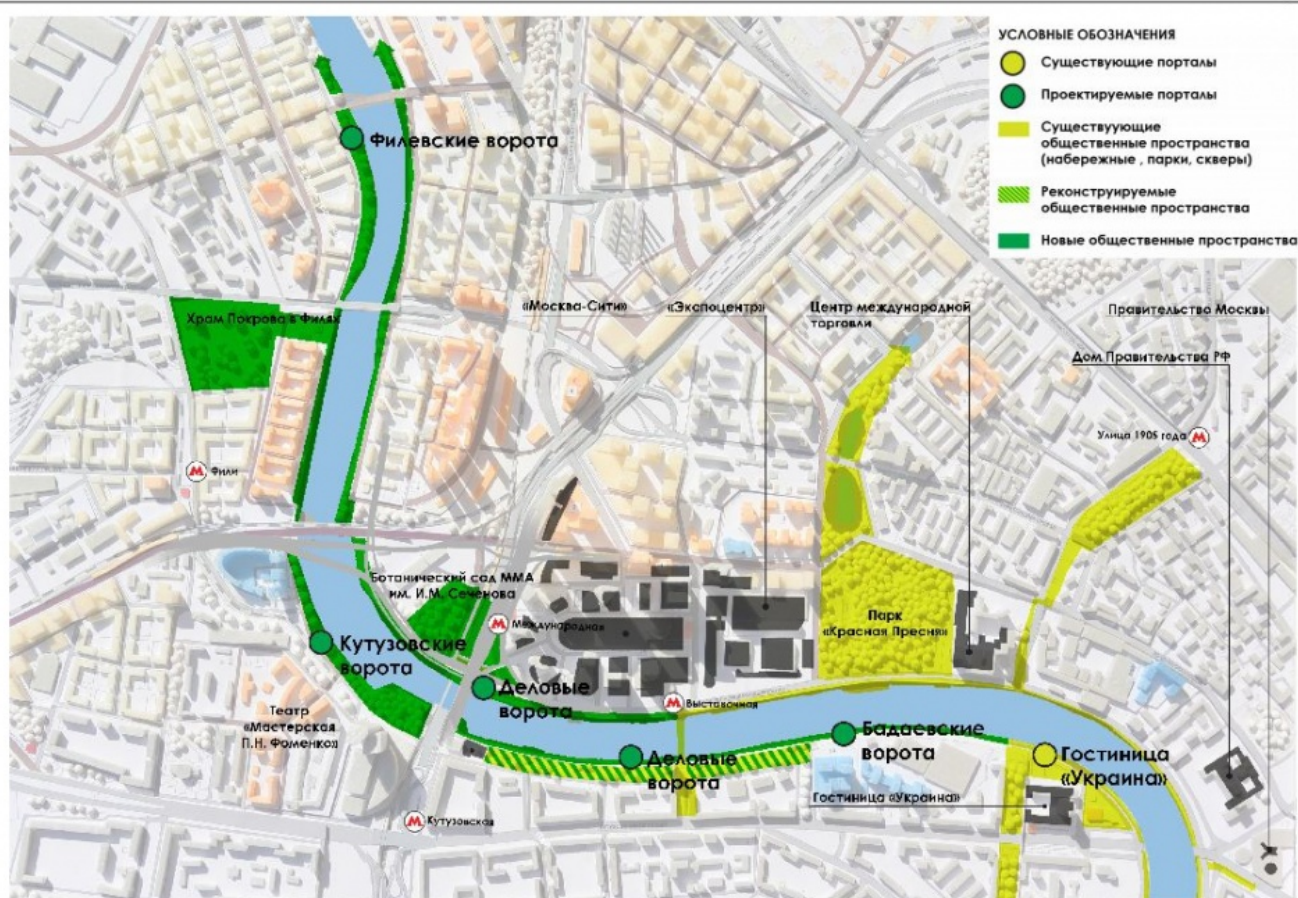 УСЛОВНЫЕ ОБОЗНАЧЕНИЯ
Существующие порталы
Проектируемые порталы
Существуующие
общественные пространства
(набережные , парки, скверы)
Реконструируемые
общественные пространства
Новые общественные пространства
Филевские ворота
Храм Покрова в Филях
«Москва-Сити»
«Экспоцентр»
Центр международной
торговли
Правительство Москвы
Дом Правительства РФ
Улица 1905 года
М
М
Фили
Ботанический сад ММА
им. И.М. Сеченова
М
Международная
Парк
«Красная Пресня»
Кутузовские
ворота
Деловые
ворота
М
Выставочная
Театр
«Мастерская
П.Н. Фоменко»
Деловые
ворота
Бадаевские
ворота
Гостиница
«Украина»
Гостиница «Украина»
М
Кутузовская